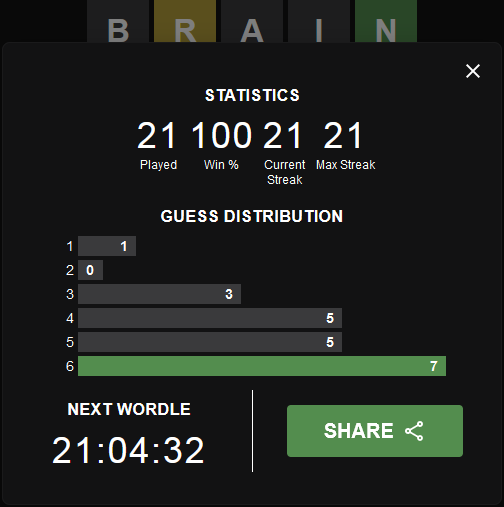 B R A I N
STATISTICS
21 100 21 21
Played Win % Current Streak Max Streak
GUESS DISTRIBUTION
1 1
2 0
3 3
4 5
5 5
6 7
NEXT WORDLE
21:04:32
SHARE